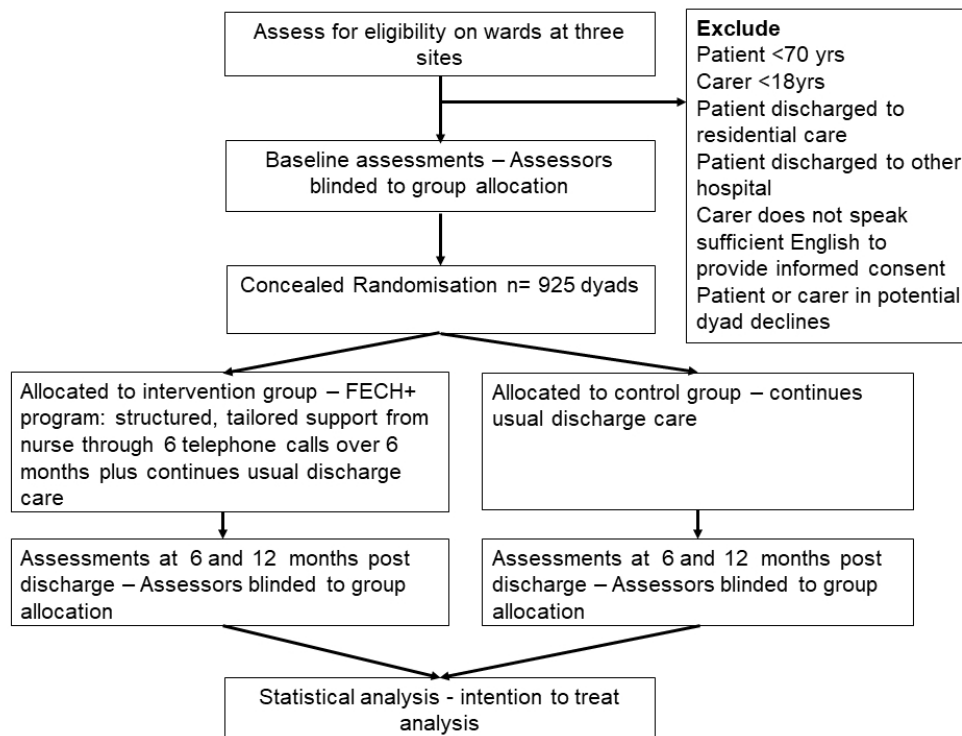 Assess for eligibility on wards at three
sites
Exclude
Patient <70 yrs
Carer <18yrs
Patient discharged to
residential care
Patient discharged to other
hospital
Carer does not speak
sufficient English to
provide informed consent
Patient or carer in potential
dyad declines
Baseline assessments – Assessors
blinded to group allocation
Concealed Randomisation n= 925 dyads
Allocated to intervention group – FECH+
program: structured, tailored support from
nurse through 6 telephone calls over 6
months plus continues usual discharge
care
Allocated to control group – continues
usual discharge care
Assessments at 6 and 12 months post
discharge – Assessors blinded to group
allocation
Assessments at 6 and 12 months post
discharge – Assessors blinded to group
allocation
Statistical analysis - intention to treat
analysis